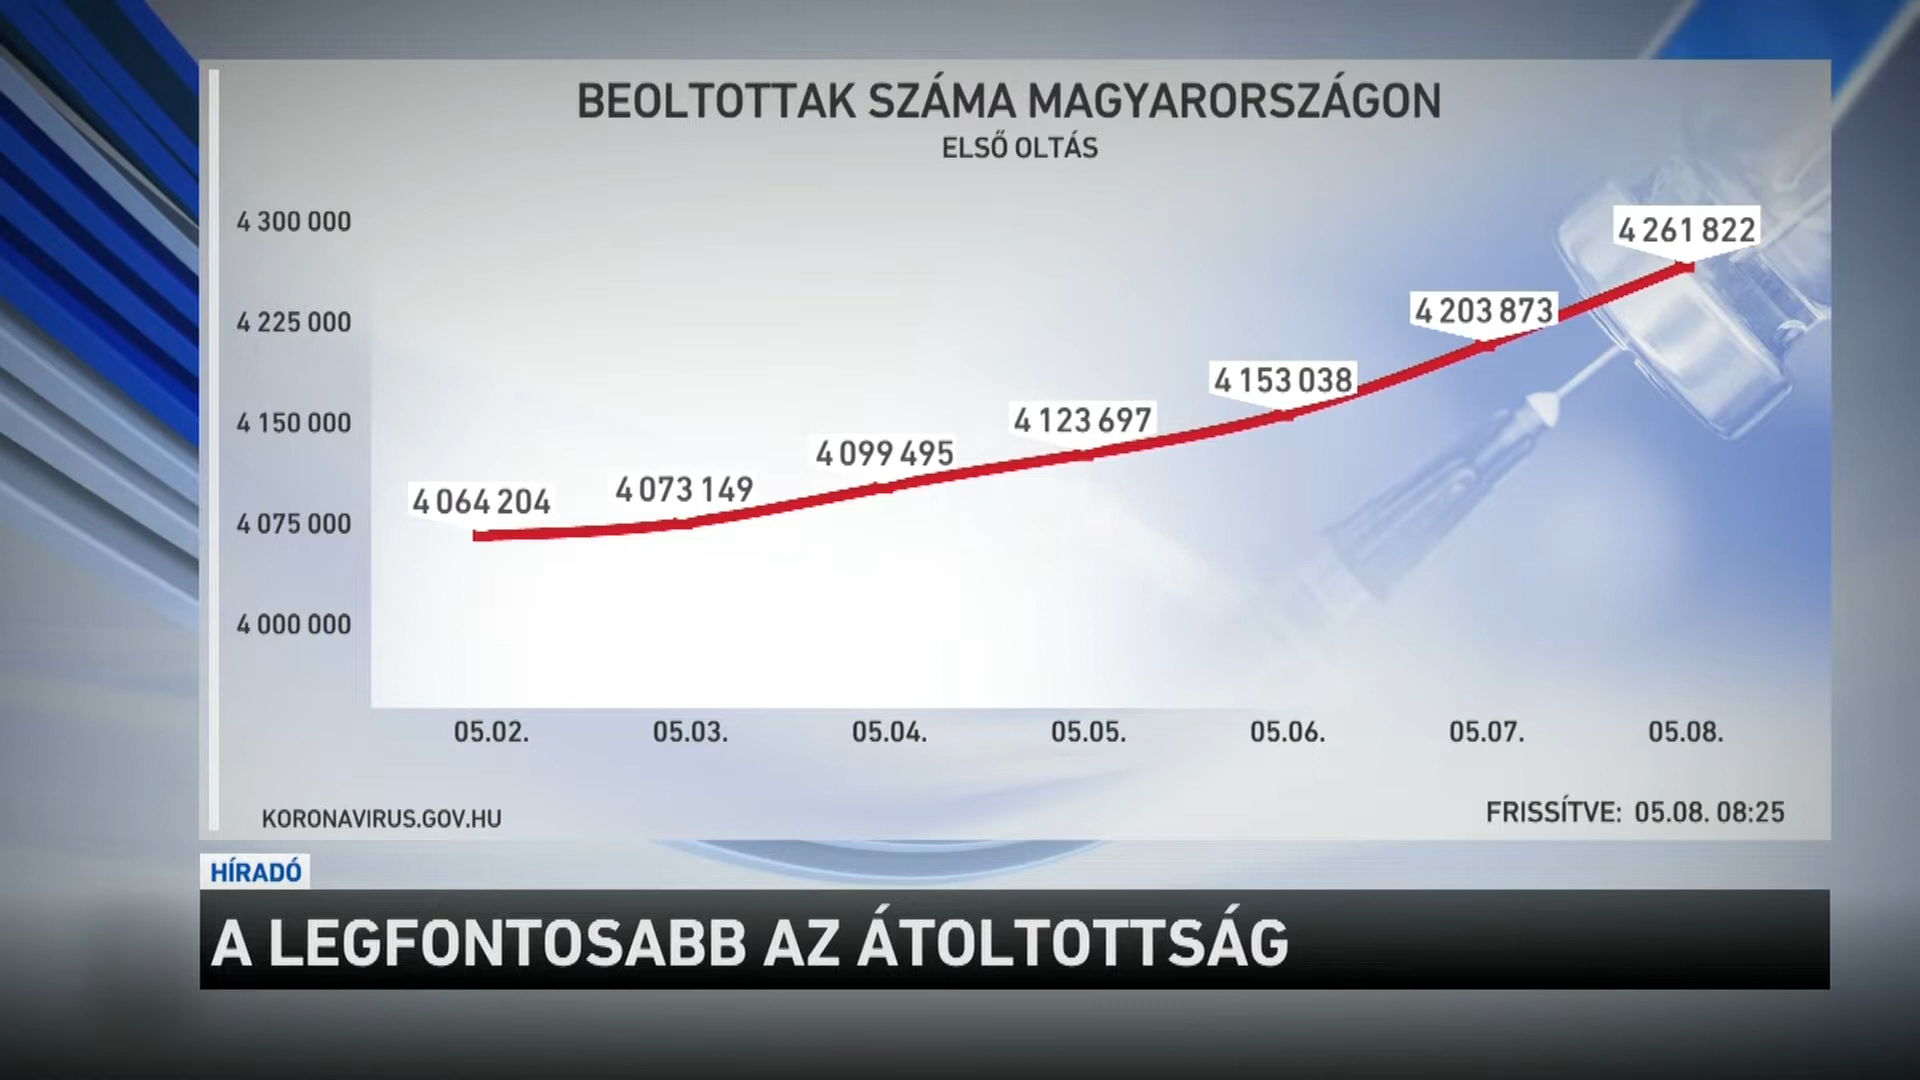 BEOLTOTTAK SZÁMA MAGYARORSZÁGON
ELSŐ OLTÁS
4 300 000
4 225 000
4 150 000
4 075 000
4 000 000
4 064 204
4 073 149
4 099 495
4 123 697
4 153 038
4 203 873
4 261 822
05.02. 05.03. 05.04. 05.05. 05.06. 05.07. 05.08.
KORONAVIRUS.GOV.HU
FRISSÍTVE: 05.08. 08:25
HÍRADÓ
A LEGFONTOSABB AZ ÁTOLTOTTSÁG